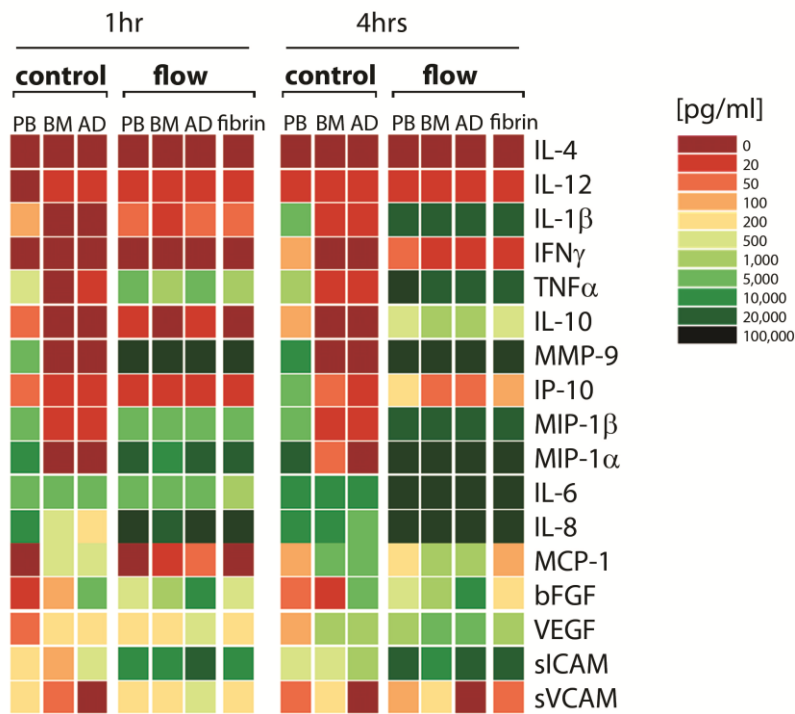 1hr 4hrs
control flow control flow
[pg/ml]
PB BM AD PB BM AD fibrin PB BM AD PB BM AD fibrin
IL-4
IL-12
IL-1β
IFNγ
TNFα
IL-10
MMP-9
IP-10
MIP-1β
MIP-1α
IL-6
IL-8
MCP-1
bFGF
VEGF
sICAM
sVCAM
0
20
50
100
200
500
1,000
5,000
10,000
20,000
100,000